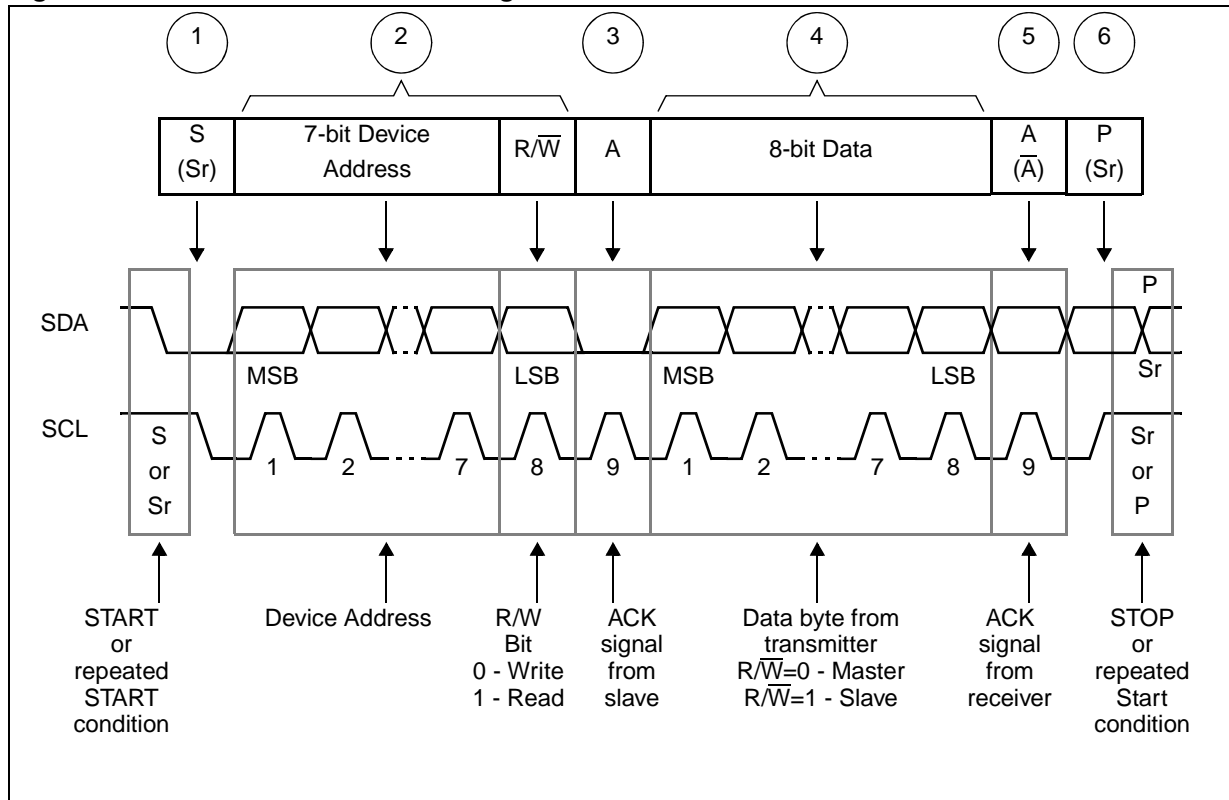 1 2 3 4 5 6
S (Sr)
7-bit Device Address
R/W̅
A
8-bit Data
A (A̅)
P (Sr)
SDA
MSB LSB MSB LSB
P
Sr
SCL
S or Sr
1 2 7 8 9 1 2 7 8 9
Sr or P
START
or
repeated
START
condition
Device Address
R/W
Bit
0 - Write
1 - Read
ACK
signal
from
slave
Data byte from
transmitter
R/W̅=0 - Master
R/W̅=1 - Slave
ACK
signal
from
receiver
STOP
or
repeated
Start
condition